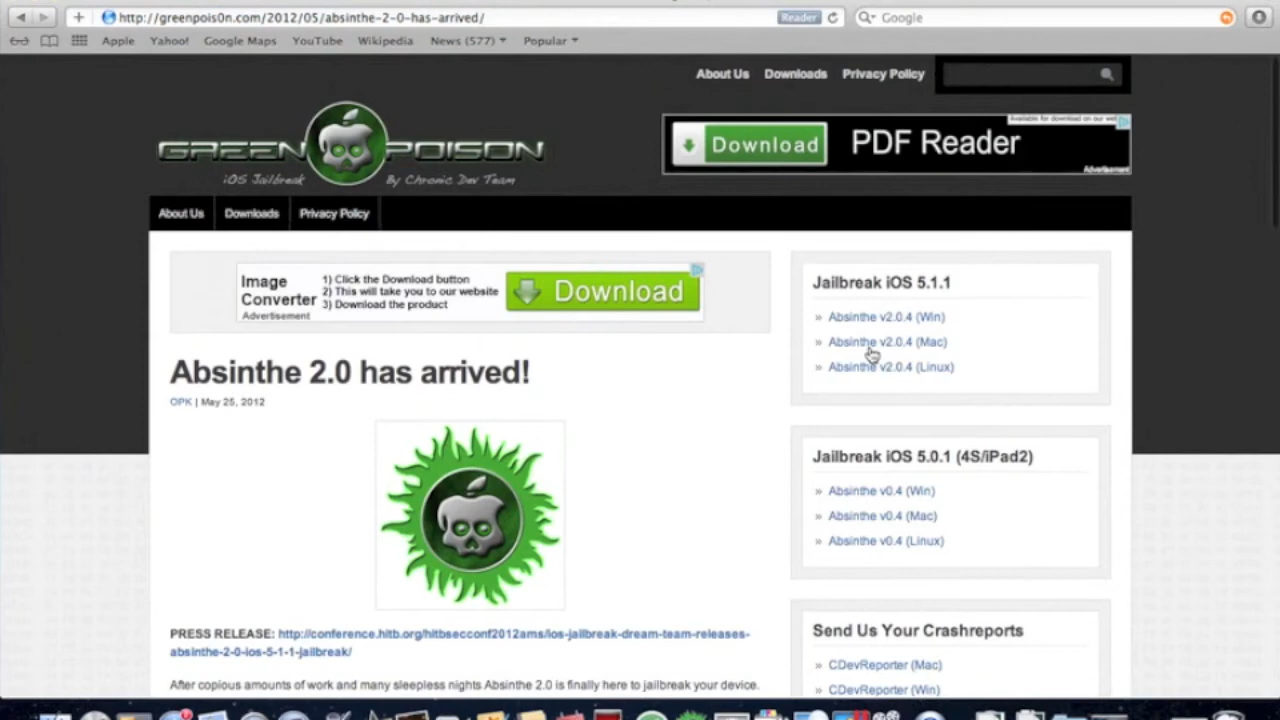 http://greenpois0n.com/2012/05/absinthe-2-0-has-arrived/
Reader
Google
Apple
Yahoo!
Google Maps
YouTube
Wikipedia
News (577)
Popular
About Us
Downloads
Privacy Policy
GREEN POISON
iOS Jailbreak By Chronic Dev Team
Available for download on our web
Download
PDF Reader
Advertisement
About Us
Downloads
Privacy Policy
Image
Converter
Advertisement
1) Click the Download button
2) This will take you to our website
3) Download the product
Download
Absinthe 2.0 has arrived!
OPK | May 25, 2012
PRESS RELEASE: http://conference.hitb.org/hitbsecconf2012ams/ios-jailbreak-dream-team-releases-
absinthe-2-0-ios-5-1-1-jailbreak/
After copious amounts of work and many sleepless nights Absinthe 2.0 is finally here to jailbreak your device.
Jailbreak iOS 5.1.1
» Absinthe v2.0.4 (Win)
» Absinthe v2.0.4 (Mac)
» Absinthe v2.0.4 (Linux)
Jailbreak iOS 5.0.1 (4S/iPad2)
» Absinthe v0.4 (Win)
» Absinthe v0.4 (Mac)
» Absinthe v0.4 (Linux)
Send Us Your Crashreports
» CDevReporter (Mac)
» CDevReporter (Win)